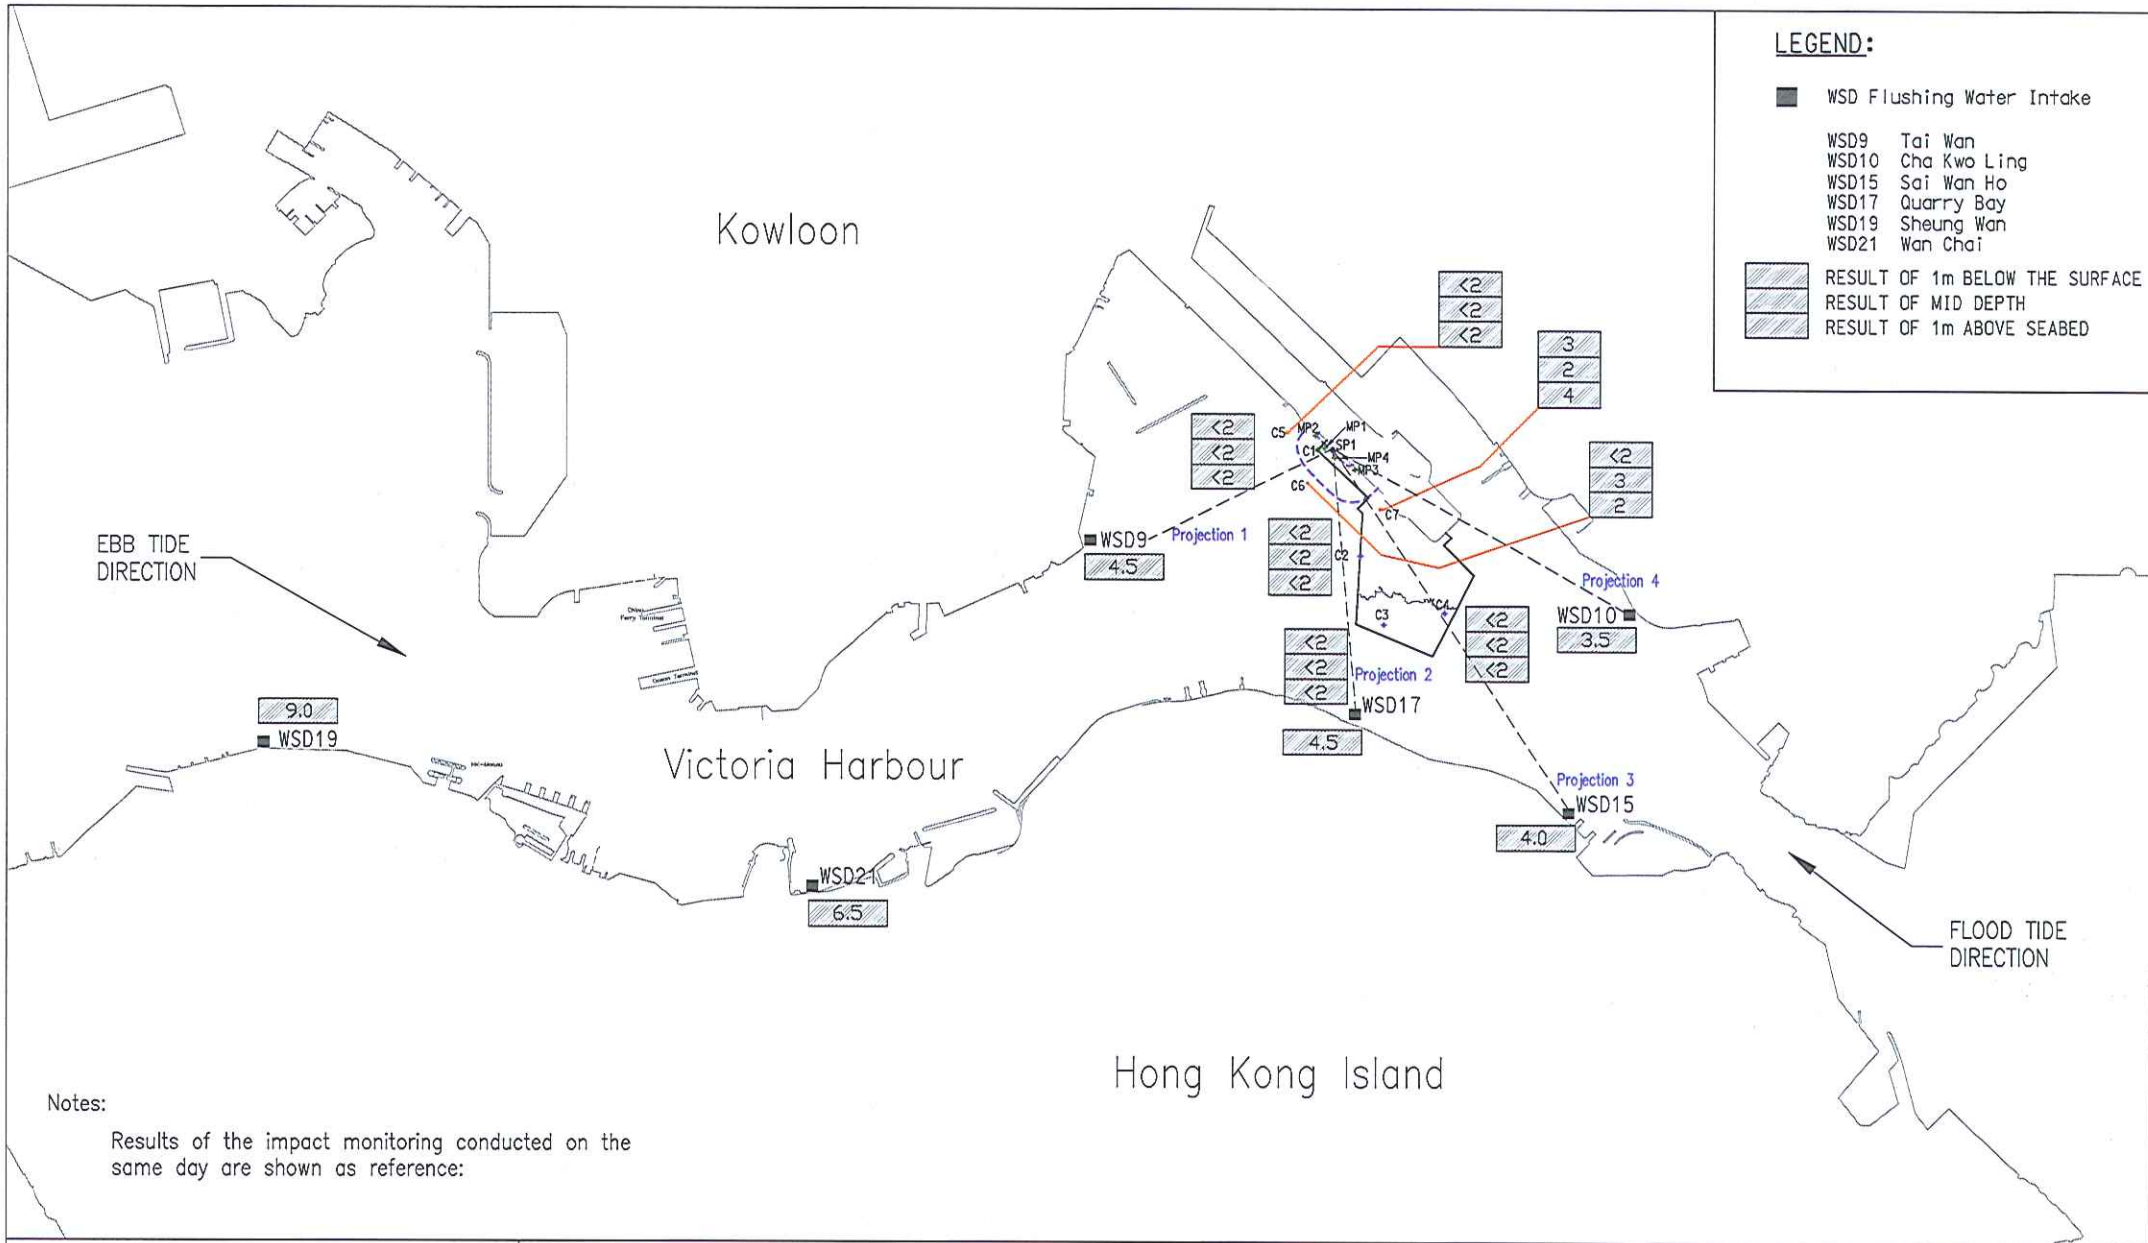 LEGEND:
WSD Flushing Water Intake
WSD9 Tai Wan
WSD10 Cha Kwo Ling
WSD15 Sai Wan Ho
WSD17 Quarry Bay
WSD19 Sheung Wan
WSD21 Wan Chai
RESULT OF 1m BELOW THE SURFACE
RESULT OF MID DEPTH
RESULT OF 1m ABOVE SEABED
Kowloon
<2
<2
<2
3
2
4
<2
<2
<2
C5
MP2
MP1
SP1
C1
MP4
MP3
C6
C7
<2
3
2
WSD9
4.5
Projection 1
<2
<2
<2
C2
EBB TIDE
DIRECTION
Projection 4
WSD10
3.5
C3
C4
<2
<2
<2
<2
<2
<2
Ferry Terminal
Ocean Terminal
Projection 2
WSD17
4.5
9.0
WSD19
Victoria Harbour
Projection 3
WSD15
4.0
WSD21
6.5
FLOOD TIDE
DIRECTION
Hong Kong Island
Notes:
Results of the impact monitoring conducted on the
same day are shown as reference: